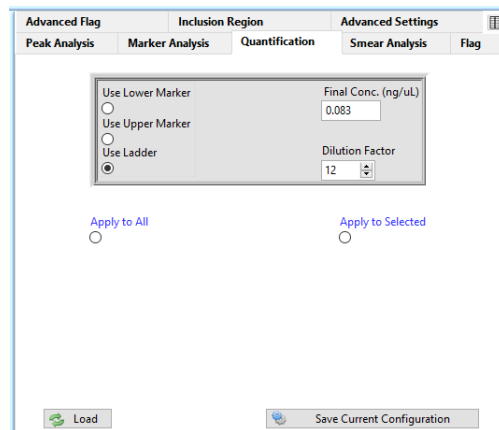 Advanced Flag Inclusion Region Advanced Settings
Peak Analysis Marker Analysis Quantification Smear Analysis Flag
Use Lower Marker Final Conc. (ng/uL)
0.083
Use Upper Marker
Use Ladder Dilution Factor
12
Apply to All Apply to Selected
Load Save Current Configuration